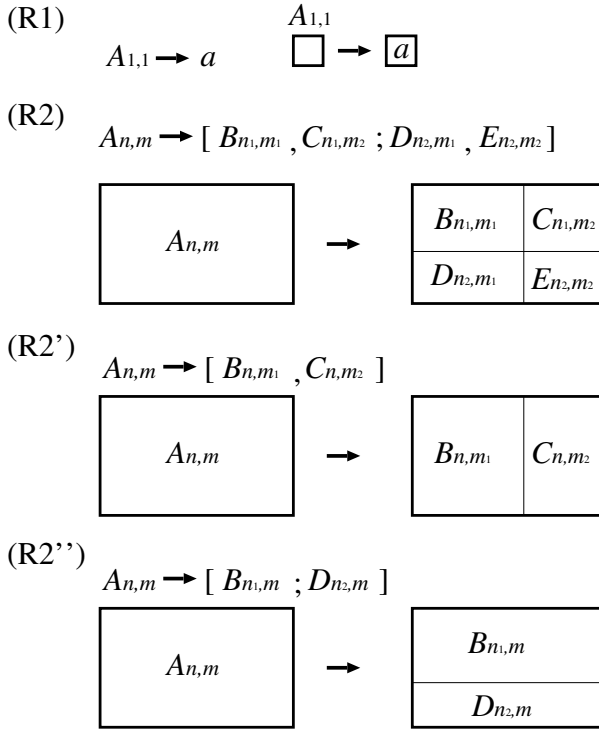 (R1)
A1,1 → a
A1,1
→ a
(R2)
An,m → [ Bn1,m1 , Cn1,m2 ; Dn2,m1 , En2,m2 ]
An,m → Bn1,m1 Cn1,m2
Dn2,m1 En2,m2
(R2')
An,m → [ Bn,m1 , Cn,m2 ]
An,m → Bn,m1 Cn,m2
(R2'')
An,m → [ Bn1,m ; Dn2,m ]
An,m → Bn1,m
Dn2,m